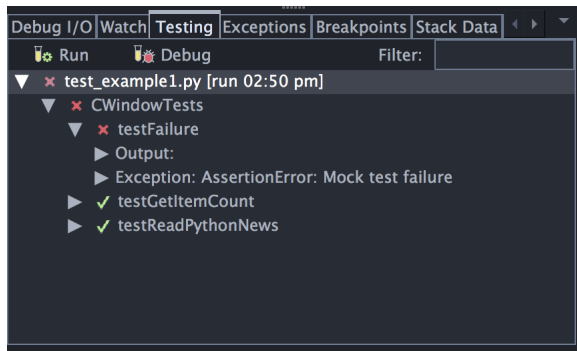 Debug I/O Watch Testing Exceptions Breakpoints Stack Data
Run Debug Filter:
test_example1.py [run 02:50 pm]
CWindowTests
testFailure
Output:
Exception: AssertionError: Mock test failure
testGetItemCount
testReadPythonNews